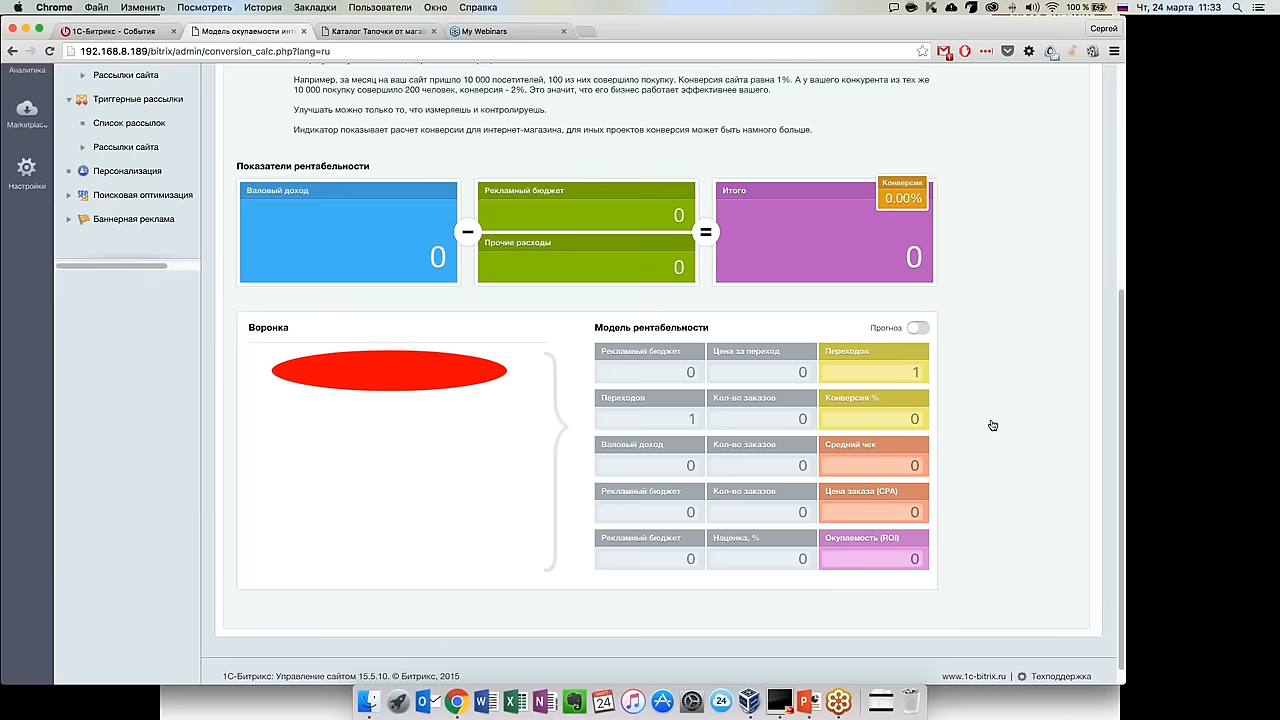 Chrome Файл Изменить Посмотреть История Закладки Пользователи Окно Справка
100 % Чт, 24 марта 11:33
1С-Битрикс - События
Модель окупаемости инт
Каталог Тапочки от мага
My Webinars
Сергей
192.168.8.189/bitrix/admin/conversion_calc.php?lang=ru
Аналитика
Marketplace
Настройки
Рассылки сайта
Триггерные рассылки
Список рассылок
Рассылки сайта
Персонализация
Поисковая оптимизация
Баннерная реклама
Например, за месяц на ваш сайт пришло 10 000 посетителей, 100 из них совершило покупку. Конверсия сайта равна 1%. А у вашего конкурента из тех же
10 000 покупку совершило 200 человек, конверсия - 2%. Это значит, что его бизнес работает эффективнее вашего.
Улучшать можно только то, что измеряешь и контролируешь.
Индикатор показывает расчет конверсии для интернет-магазина, для иных проектов конверсия может быть намного больше.
Показатели рентабельности
Валовый доход
0
−
Рекламный бюджет
0
Прочие расходы
0
=
Итого
Конверсия
0.00%
0
Воронка
Модель рентабельности
Прогноз
Рекламный бюджет Цена за переход Переходов
0 0 1
Переходов Кол-во заказов Конверсия %
1 0 0
Валовый доход Кол-во заказов Средний чек
0 0 0
Рекламный бюджет Кол-во заказов Цена заказа (CPA)
0 0 0
Рекламный бюджет Наценка, % Окупаемость (ROI)
0 0 0
1С-Битрикс: Управление сайтом 15.5.10. © Битрикс, 2015
www.1c-bitrix.ru | Техподдержка
МАРТ
24
24